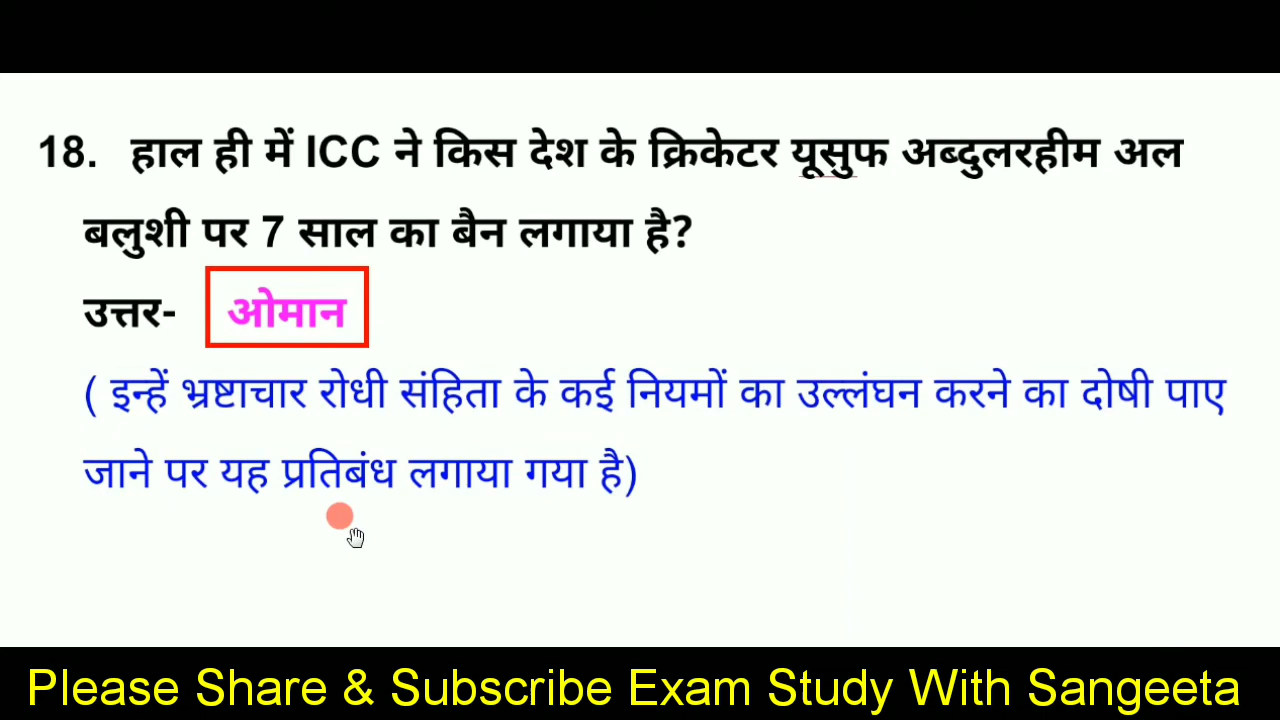 18. हाल ही में ICC ने किस देश के क्रिकेटर यूसुफ अब्दुलरहीम अल
बलुशी पर 7 साल का बैन लगाया है?
उत्तर- ओमान
( इन्हें भ्रष्टाचार रोधी संहिता के कई नियमों का उल्लंघन करने का दोषी पाए
जाने पर यह प्रतिबंध लगाया गया है)
Please Share & Subscribe Exam Study With Sangeeta